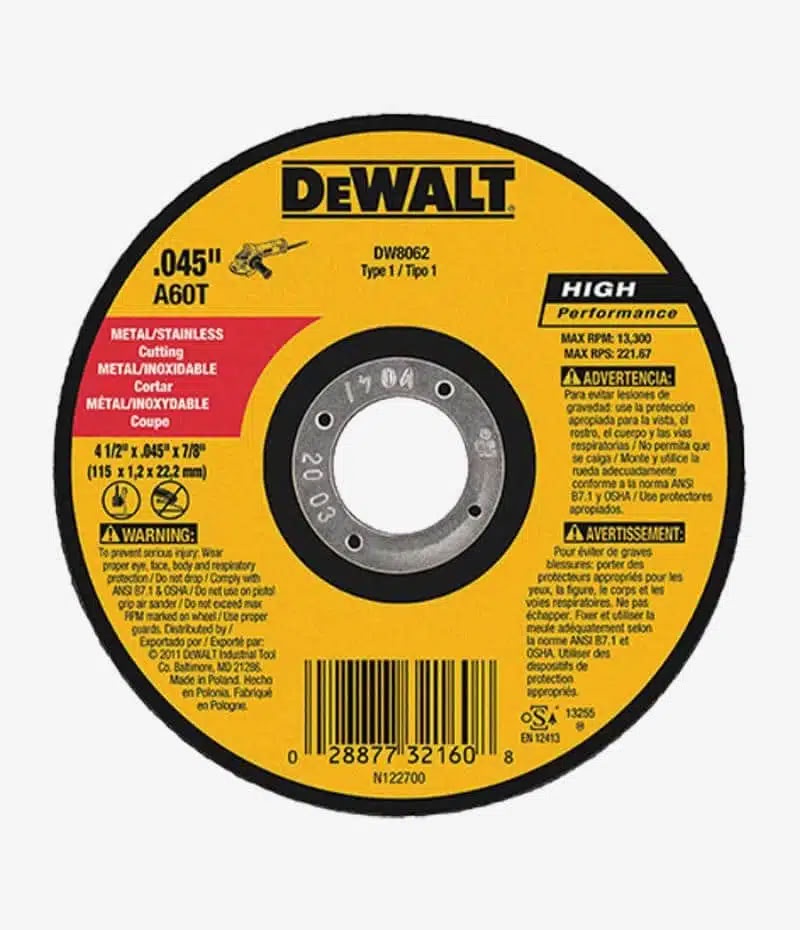 DEWALT
.045"
A60T
DW8062
Type 1 / Tipo 1
HIGH
Performance
MAX RPM: 13,300
MAX RPS: 221.67
METAL/STAINLESS
Cutting
METAL/INOXIDABLE
Cortar
MÉTAL/INOXYDABLE
Coupe
4 1/2" x .045" x 7/8"
(115 x 1,2 x 22,2 mm)
WARNING:
To prevent serious injury: Wear
proper eye, face, body and respiratory
protection / Do not drop / Comply with
ANSI B7.1 & OSHA / Do not use on pistol
grip air sander / Do not exceed max
RPM marked on wheel / Use proper
guards. Distributed by /
Exportado por / Exporté par:
© 2011 DEWALT Industrial Tool
Co. Baltimore, MD 21286.
Made in Poland. Hecho
en Polonia. Fabriqué
en Pologne.
ADVERTENCIA:
Para evitar lesiones de
gravedad: use la protección
apropiada para la vista, el
rostro, el cuerpo y las vías
respiratorias / No permita que
se caiga / Monte y utilice la
rueda adecuadamente
conforme a la norma ANSI
B7.1 y OSHA / Use protectores
apropiados.
AVERTISSEMENT:
Pour éviter de graves
blessures: porter des
protecteurs appropriés pour les
yeux, la figure, le corps et les
voies respiratoires. Ne pas
échapper. Fixer et utiliser la
meule adéquatement selon
la norme ANSI B7.1 et
OSHA. Utiliser des
dispositifs de
protection
appropriés.
V04
2003
S
13255
EN 12413
0 28877 32160 8
N122700